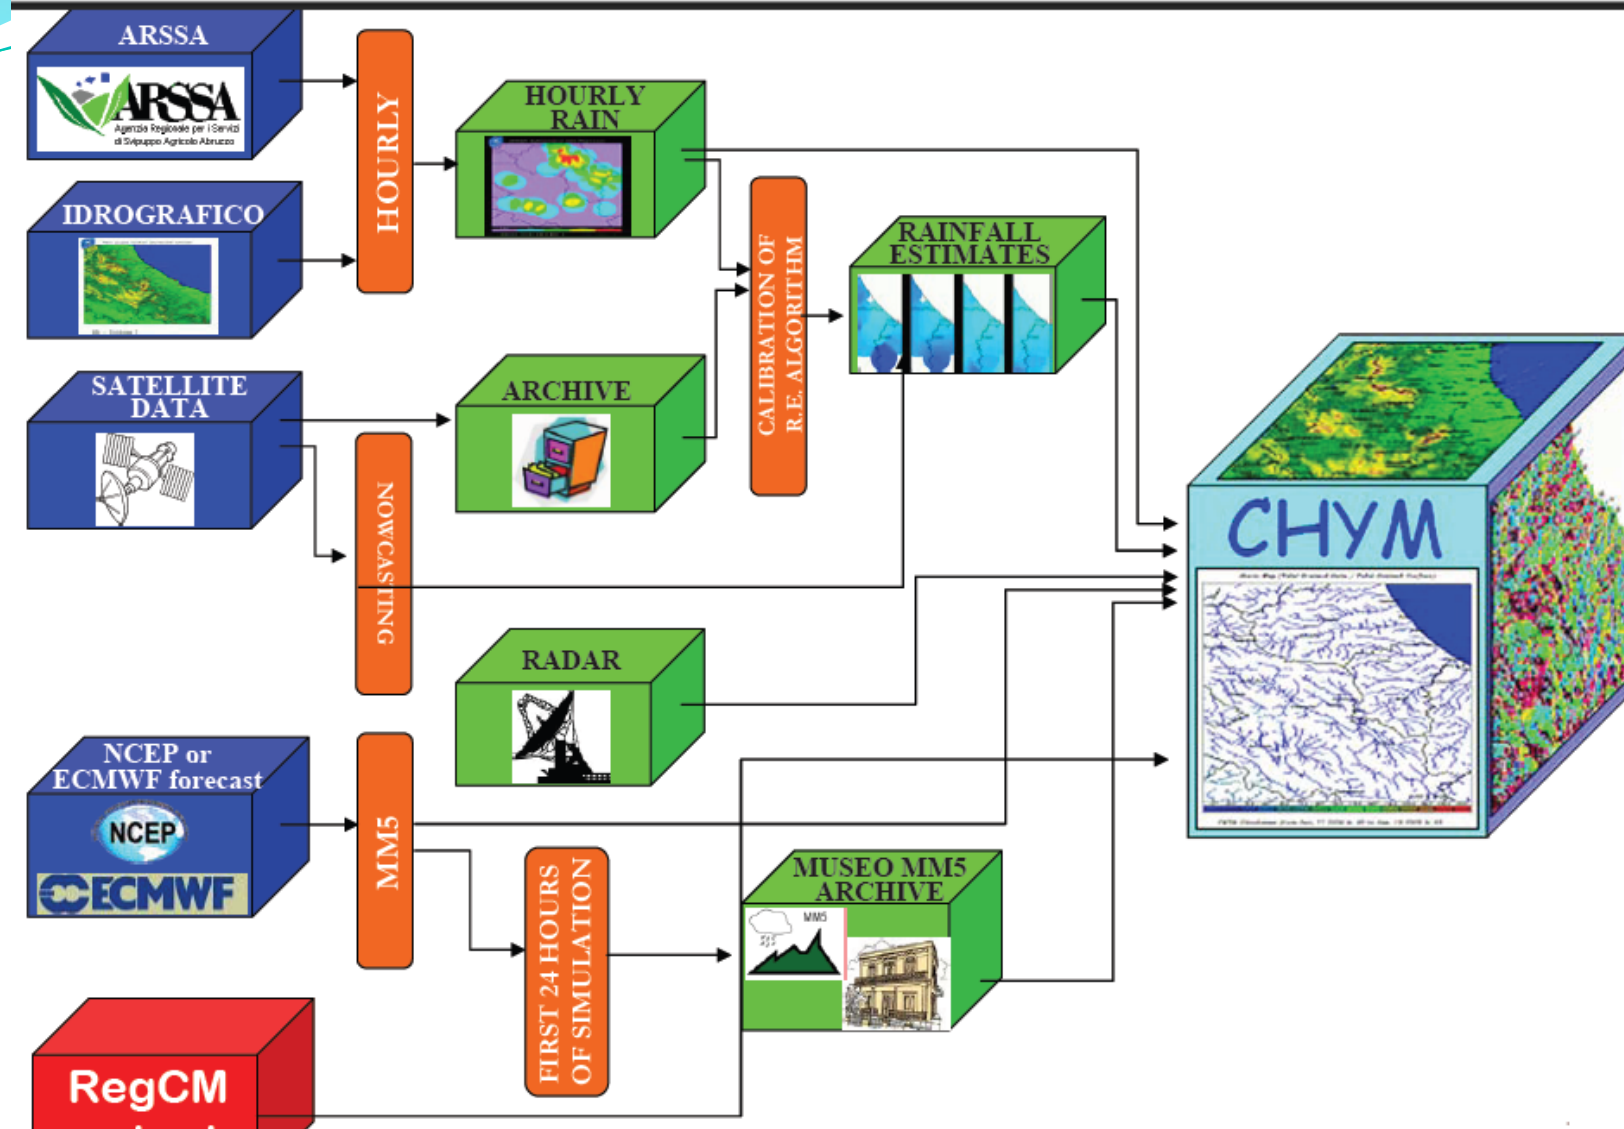 ARSSA
ARSSA
Agenzia Regionale per i Servizi
di Sviluppo Agricolo Abruzzo
HOURLY
HOURLY
RAIN
IDROGRAFICO
CALIBRATION OF
R.E. ALGORITHM
RAINFALL
ESTIMATES
SATELLITE
DATA
ARCHIVE
NOWCASTING
CHYM
RADAR
NCEP or
ECMWF forecast
NCEP
ECMWF
MM5
FIRST 24 HOURS
OF SIMULATION
MUSEO MM5
ARCHIVE
MM5
RegCM